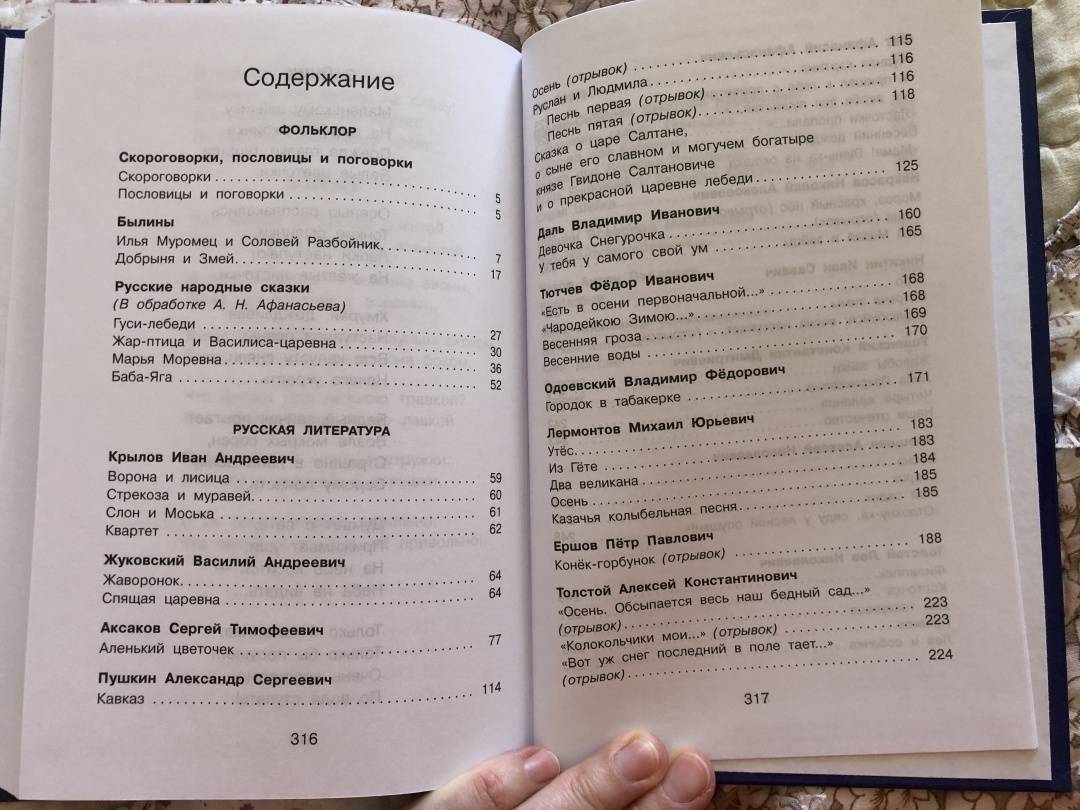 Содержание
ФОЛЬКЛОР
Скороговорки, пословицы и поговорки
Скороговорки 5
Пословицы и поговорки 5
Былины
Илья Муромец и Соловей Разбойник. 7
Добрыня и Змей. 17
Русские народные сказки
(В обработке А. Н. Афанасьева)
Гуси-лебеди 27
Жар-птица и Василиса-царевна 30
Марья Моревна 36
Баба-Яга 52
РУССКАЯ ЛИТЕРАТУРА
Крылов Иван Андреевич
Ворона и лисица 59
Стрекоза и муравей. 60
Слон и Моська 61
Квартет 62
Жуковский Василий Андреевич
Жаворонок. 64
Спящая царевна 64
Аксаков Сергей Тимофеевич
Аленький цветочек 77
Пушкин Александр Сергеевич
Кавказ 114
316
Осень (отрывок) 115
Руслан и Людмила 116
Песнь первая (отрывок) 116
Песнь пятая (отрывок) 118
Сказка о царе Салтане,
о сыне его славном и могучем богатыре
князе Гвидоне Салтановиче
и о прекрасной царевне лебеди 125
Даль Владимир Иванович
Девочка Снегурочка 160
У тебя у самого свой ум 165
Тютчев Фёдор Иванович
«Есть в осени первоначальной...» 168
«Чародейкою Зимою...» 168
Весенняя гроза 169
Весенние воды 170
Одоевский Владимир Фёдорович
Городок в табакерке 171
Лермонтов Михаил Юрьевич
Утёс. 183
Из Гёте 183
Два великана 184
Осень 185
Казачья колыбельная песня 185
Ершов Пётр Павлович
Конёк-горбунок (отрывок) 188
Толстой Алексей Константинович
«Осень. Обсыпается весь наш бедный сад...»
(отрывок) 223
«Колокольчики мои...» (отрывок) 223
«Вот уж снег последний в поле тает...»
(отрывок) 224
317